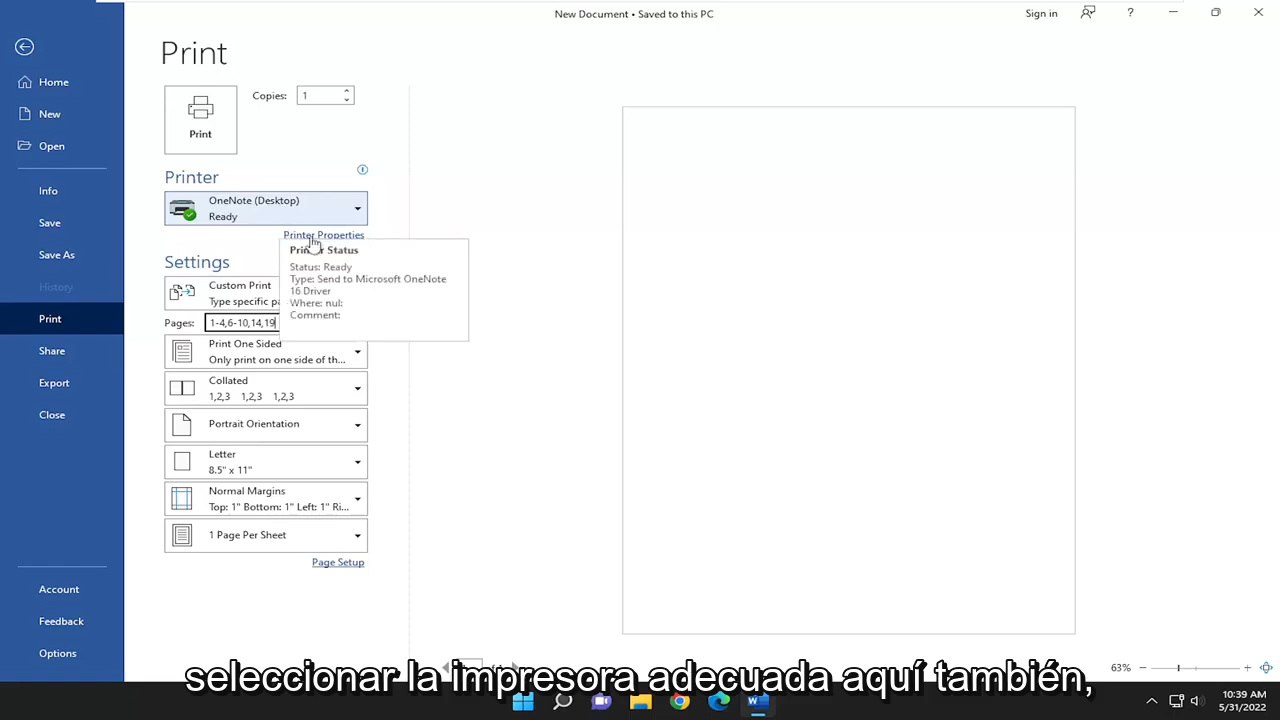 New Document • Saved to this PC
Sign in
?
Print
Home
New
Open
Info
Save
Save As
History
Print
Share
Export
Close
Account
Feedback
Options
Print
Copies: 1
Printer
OneNote (Desktop)
Ready
Printer Properties
Printer Status
Status: Ready
Type: Send to Microsoft OneNote
16 Driver
Where: nul:
Comment:
Settings
Custom Print
Type specific
Pages: 1-4,6-10,14,19
Print One Sided
Only print on one side of th...
Collated
1,2,3 1,2,3 1,2,3
Portrait Orientation
Letter
8.5" x 11"
Normal Margins
Top: 1" Bottom: 1" Left: 1" Ri...
1 Page Per Sheet
Page Setup
63%
seleccionar la impresora adecuada aquí también,
10:39 AM
5/31/2022